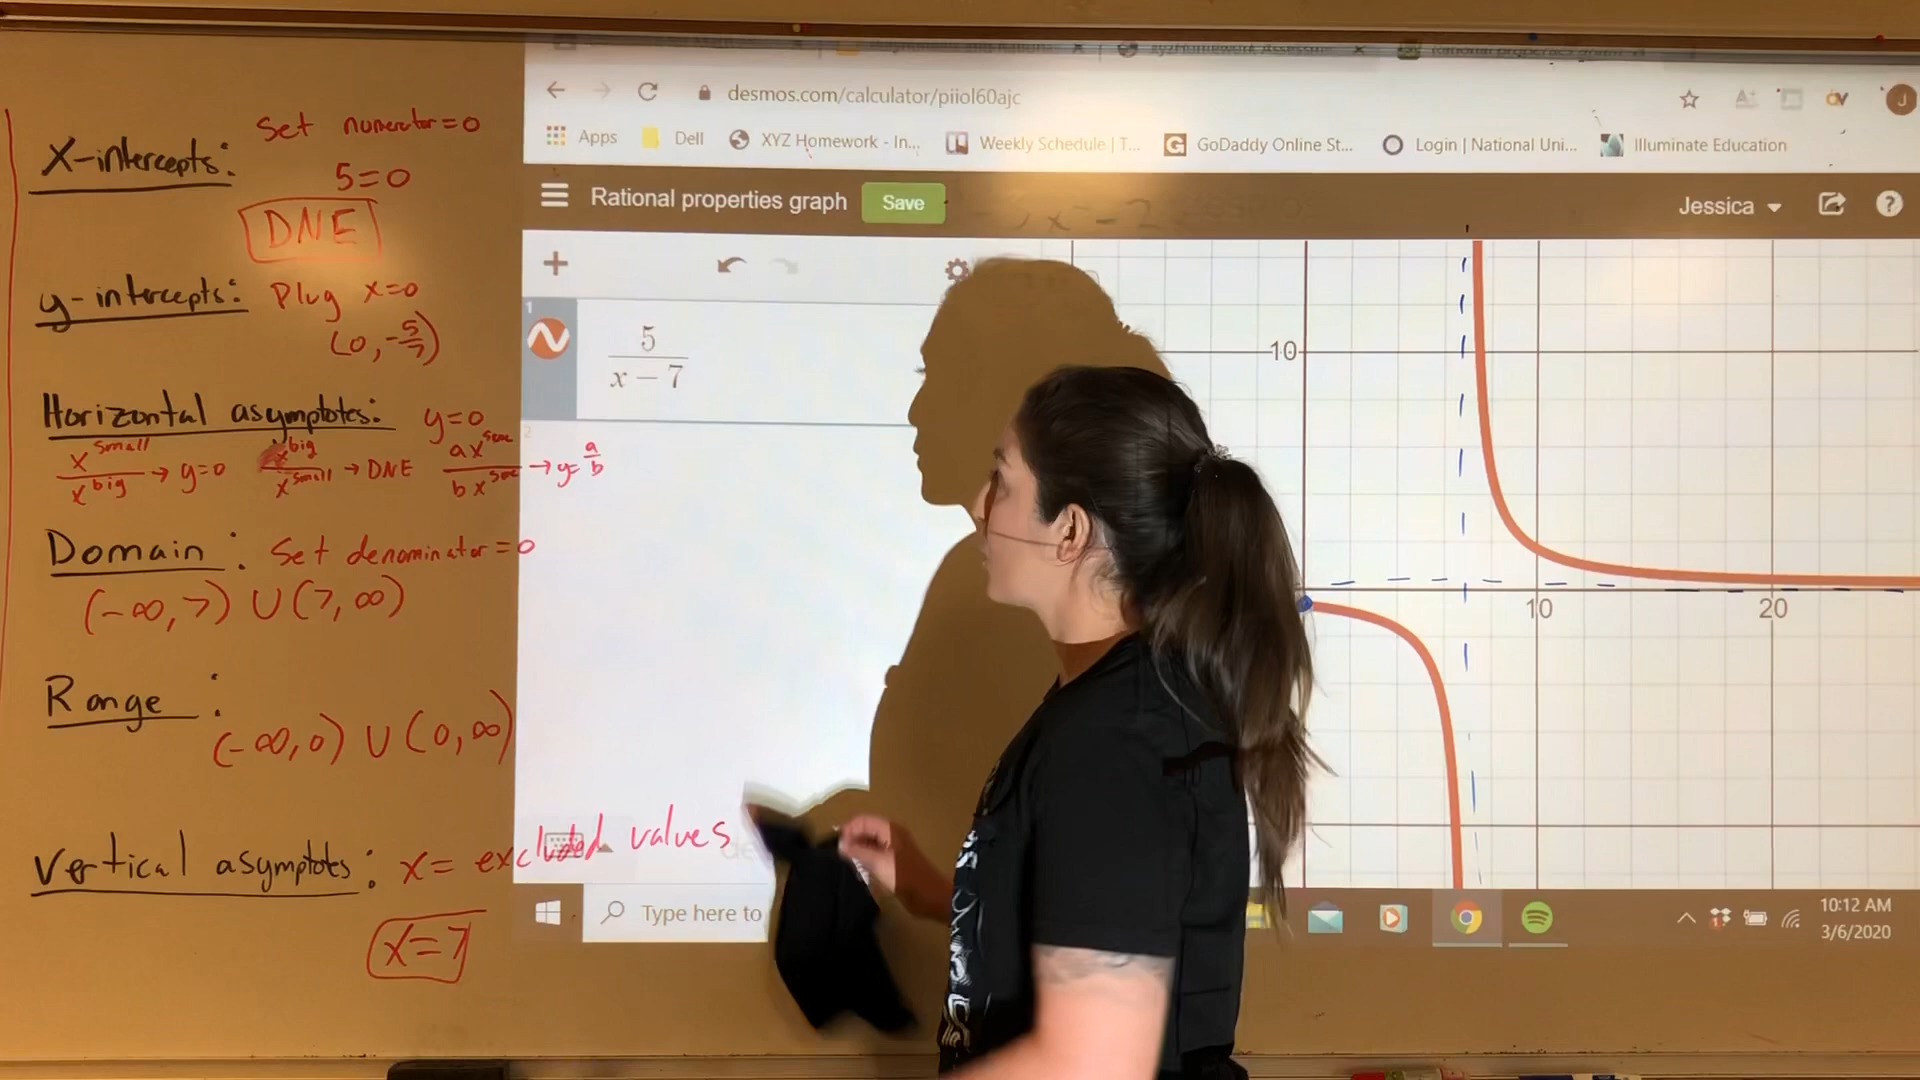 desmos.com/calculator/piiol60ajc
J
Apps Dell XYZ Homework - In... Weekly Schedule | T... GoDaddy Online St... Login | National Uni... Illuminate Education
Rational properties graph Save Jessica
X-intercepts: Set numerator = 0
5=0
DNE
y-intercepts: Plug x=0
(0, -5/7)
Horizontal asymptotes: y=0
x^small/x^big → y=0 x^big/x^small → DNE ax^same/bx^same → y= a/b
Domain: Set denominator = 0
(-∞, 7) ∪ (7, ∞)
Range:
(-∞, 0) ∪ (0, ∞)
Vertical asymptotes: x= excluded values
x=7
1
5
x − 7
2
10
10 20
Type here to
10:12 AM
3/6/2020